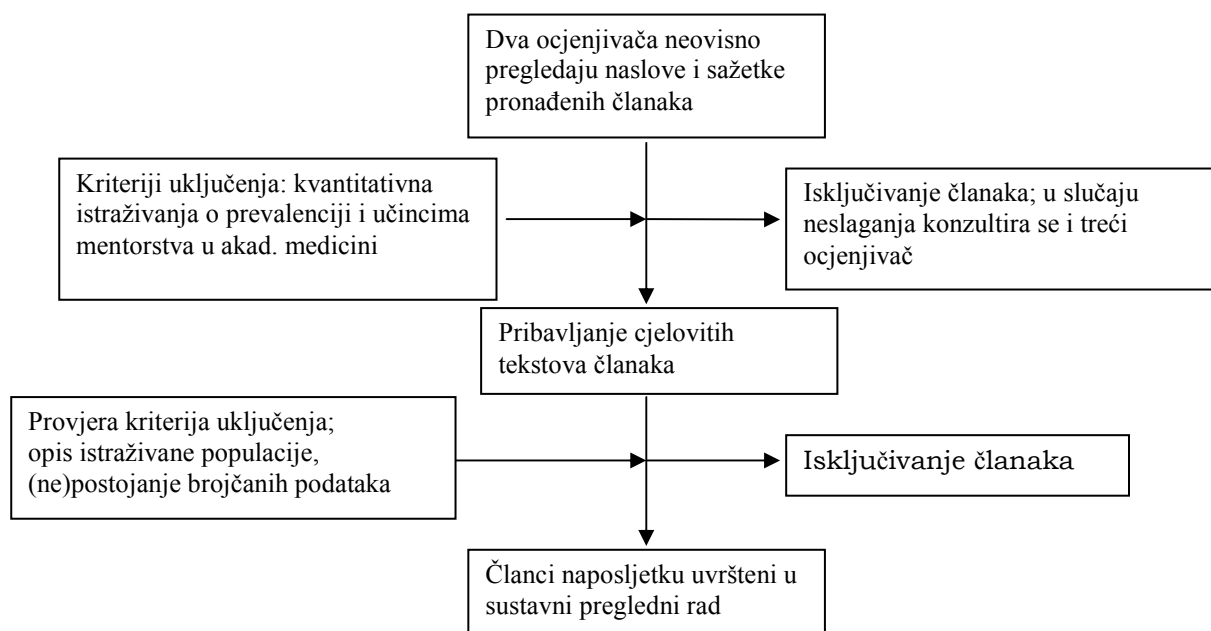 Dva ocjenjivača neovisno
pregledaju naslove i sažetke
pronađenih članaka
Kriteriji uključenja: kvantitativna
istraživanja o prevalenciji i učincima
mentorstva u akad. medicini
Isključivanje članaka; u slučaju
neslaganja konzultira se i treći
ocjenjivač
Pribavljanje cjelovitih
tekstova članaka
Provjera kriterija uključenja;
opis istraživane populacije,
(ne)postojanje brojčanih podataka
Isključivanje članaka
Članci naposljetku uvršteni u
sustavni pregledni rad